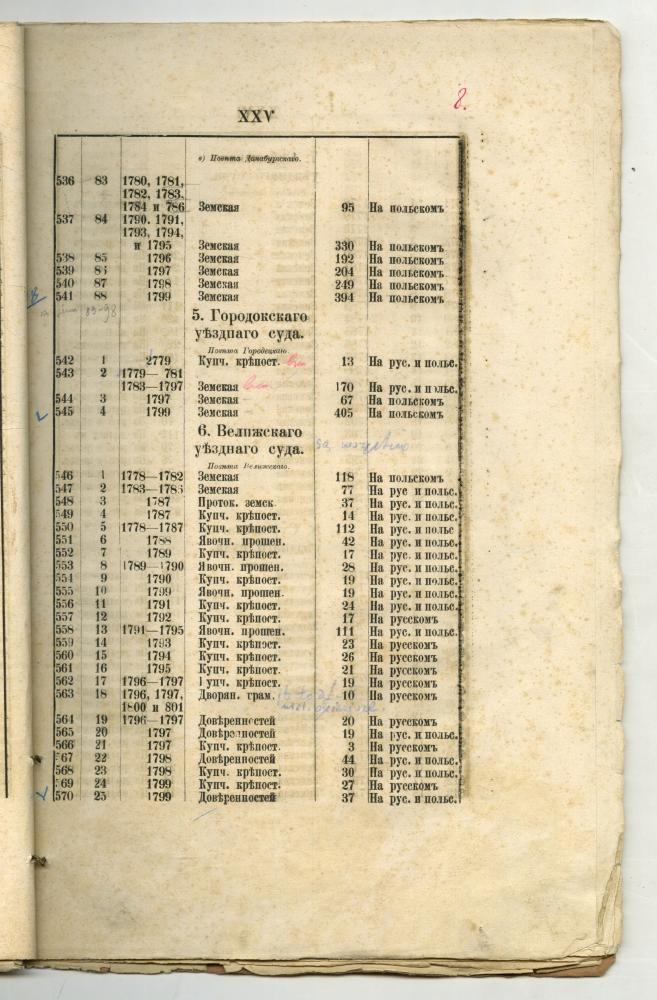 8.
XXV
в) Повѣта Динабургскаго.
536 83 1780, 1781,
1782, 1783,
1784 и 786 Земская 95 На польскомъ
537 84 1790. 1791,
1793, 1794,
и 1795 Земская 330 На польскомъ
538 85 1796 Земская 192 На польскомъ
539 86 1797 Земская 204 На польскомъ
540 87 1798 Земская 249 На польскомъ
541 88 1799 Земская 394 На польскомъ
83-98
5. Городокскаго
уѣзднаго суда.
Повѣта Городецкаго.
542 1 2779 Купч. крѣпост. 13 На рус. и польс.
543 2 1779— 781
1783—1797 Земская 170 На рус. и польс.
544 3 1797 Земская 67 На польскомъ
545 4 1799 Земская 405 На польскомъ
6. Велижскаго
уѣзднаго суда. są wszystkie
Повѣта Велижскаго.
546 1 1778—1782 Земская 118 На польскомъ
547 2 1783—1785 Земская 77 На рус и польс.
548 3 1787 Проток. земск. 37 На рус. и польс.
549 4 1787 Купч. крѣпост. 14 На рус. и польс.
550 5 1778—1787 Купч. крѣпост. 112 На рус. и польс
551 6 1788 Явочн. прошен. 42 На рус. и польс.
552 7 1789 Купч. крѣпост. 17 На рус. и польс.
553 8 1789—1790 Явочн. прошен. 28 На рус. и польс.
554 9 1790 Купч. крѣпост. 19 На рус. и польс.
555 10 1799 Явочн. прошен. 19 На рус. и польс.
556 11 1791 Купч. крѣпост. 24 На рус. и польс.
557 12 1792 Купч. крѣпост. 17 На русскомъ
558 13 1791—1795 Явочн. прошен. 111 На рус. и польс.
559 14 1793 Купч. крѣпост. 23 На русскомъ
560 15 1794 Купч. крѣпост. 26 На русскомъ
561 16 1795 Купч. крѣпост. 21 На русскомъ
562 17 1796—1797 Купч. крѣпост. 19 На русскомъ
563 18 1796, 1797, Дворян. грам. 10 На русскомъ
1800 и 801
564 19 1796—1797 Довѣренностей 20 На русскомъ
565 20 1797 Довѣренностей 19 На рус. и польс.
566 21 1797 Купч. крѣпост. 3 На русскомъ
567 22 1798 Довѣренностей 44 На рус. и польс.
568 23 1798 Купч. крѣпост. 30 На рус. и польс.
569 24 1799 Купч. крѣпост. 27 На русскомъ
570 25 1799 Довѣренностей 37 На рус. и польс.